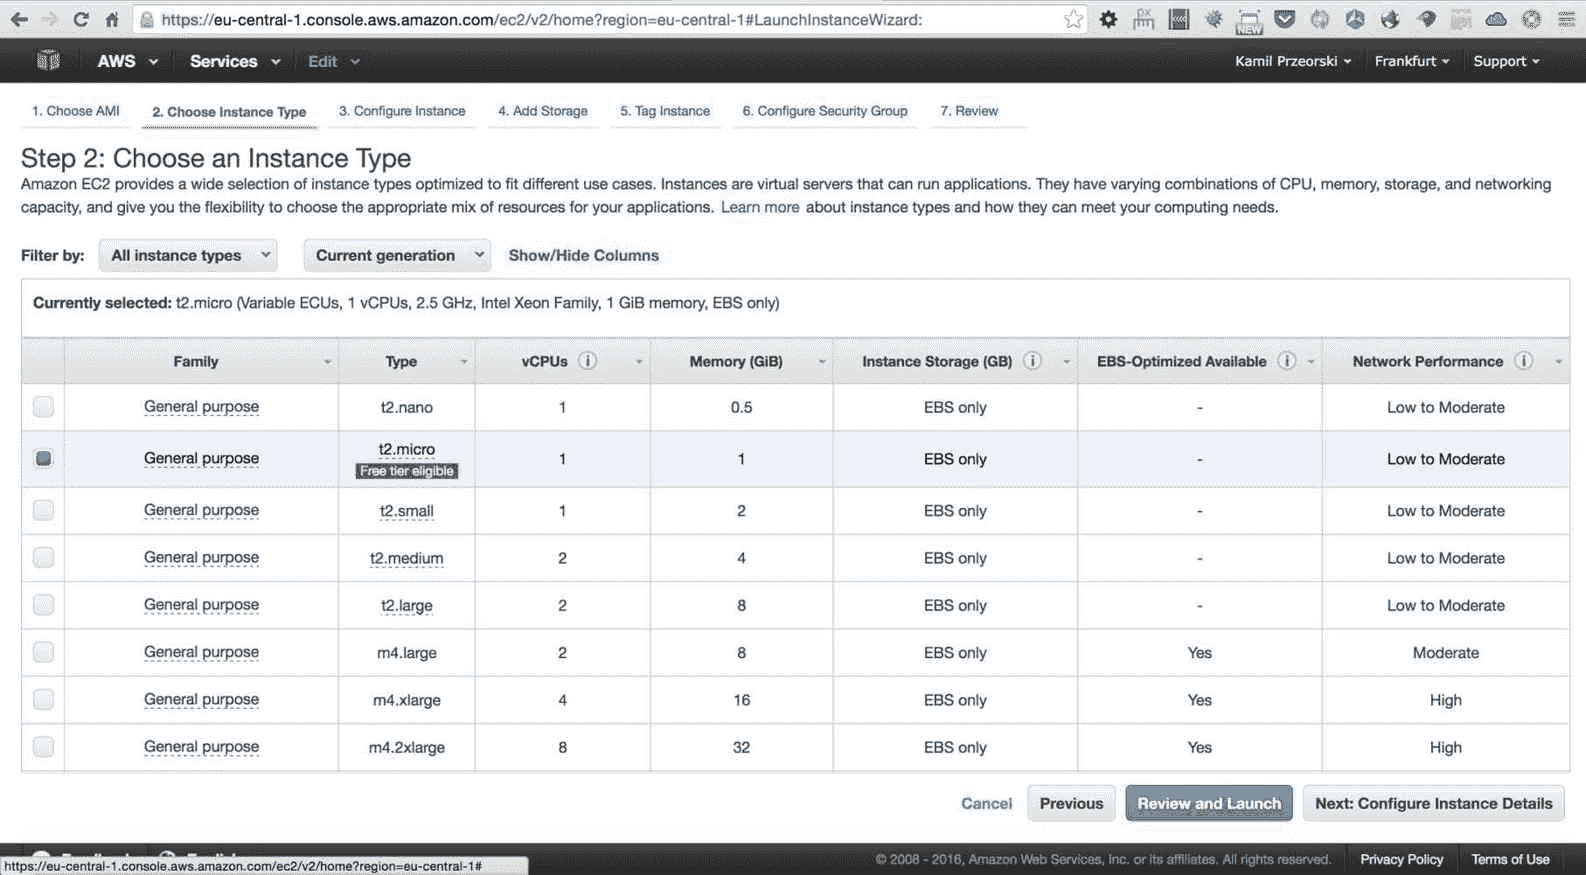 https://eu-central-1.console.aws.amazon.com/ec2/v2/home?region=eu-central-1#LaunchInstanceWizard:
NEW
AWS Services Edit Kamil Przeorski Frankfurt Support
1. Choose AMI 2. Choose Instance Type 3. Configure Instance 4. Add Storage 5. Tag Instance 6. Configure Security Group 7. Review
Step 2: Choose an Instance Type
Amazon EC2 provides a wide selection of instance types optimized to fit different use cases. Instances are virtual servers that can run applications. They have varying combinations of CPU, memory, storage, and networking
capacity, and give you the flexibility to choose the appropriate mix of resources for your applications. Learn more about instance types and how they can meet your computing needs.
Filter by: All instance types Current generation Show/Hide Columns
Currently selected: t2.micro (Variable ECUs, 1 vCPUs, 2.5 GHz, Intel Xeon Family, 1 GiB memory, EBS only)
Family Type vCPUs i Memory (GiB) Instance Storage (GB) i EBS-Optimized Available i Network Performance i
General purpose t2.nano 1 0.5 EBS only - Low to Moderate
General purpose t2.micro 1 1 EBS only - Low to Moderate
Free tier eligible
General purpose t2.small 1 2 EBS only - Low to Moderate
General purpose t2.medium 2 4 EBS only - Low to Moderate
General purpose t2.large 2 8 EBS only - Low to Moderate
General purpose m4.large 2 8 EBS only Yes Moderate
General purpose m4.xlarge 4 16 EBS only Yes High
General purpose m4.2xlarge 8 32 EBS only Yes High
Cancel Previous Review and Launch Next: Configure Instance Details
© 2008 - 2016, Amazon Web Services, Inc. or its affiliates. All rights reserved. Privacy Policy Terms of Use
https://eu-central-1.console.aws.amazon.com/ec2/v2/home?region=eu-central-1#